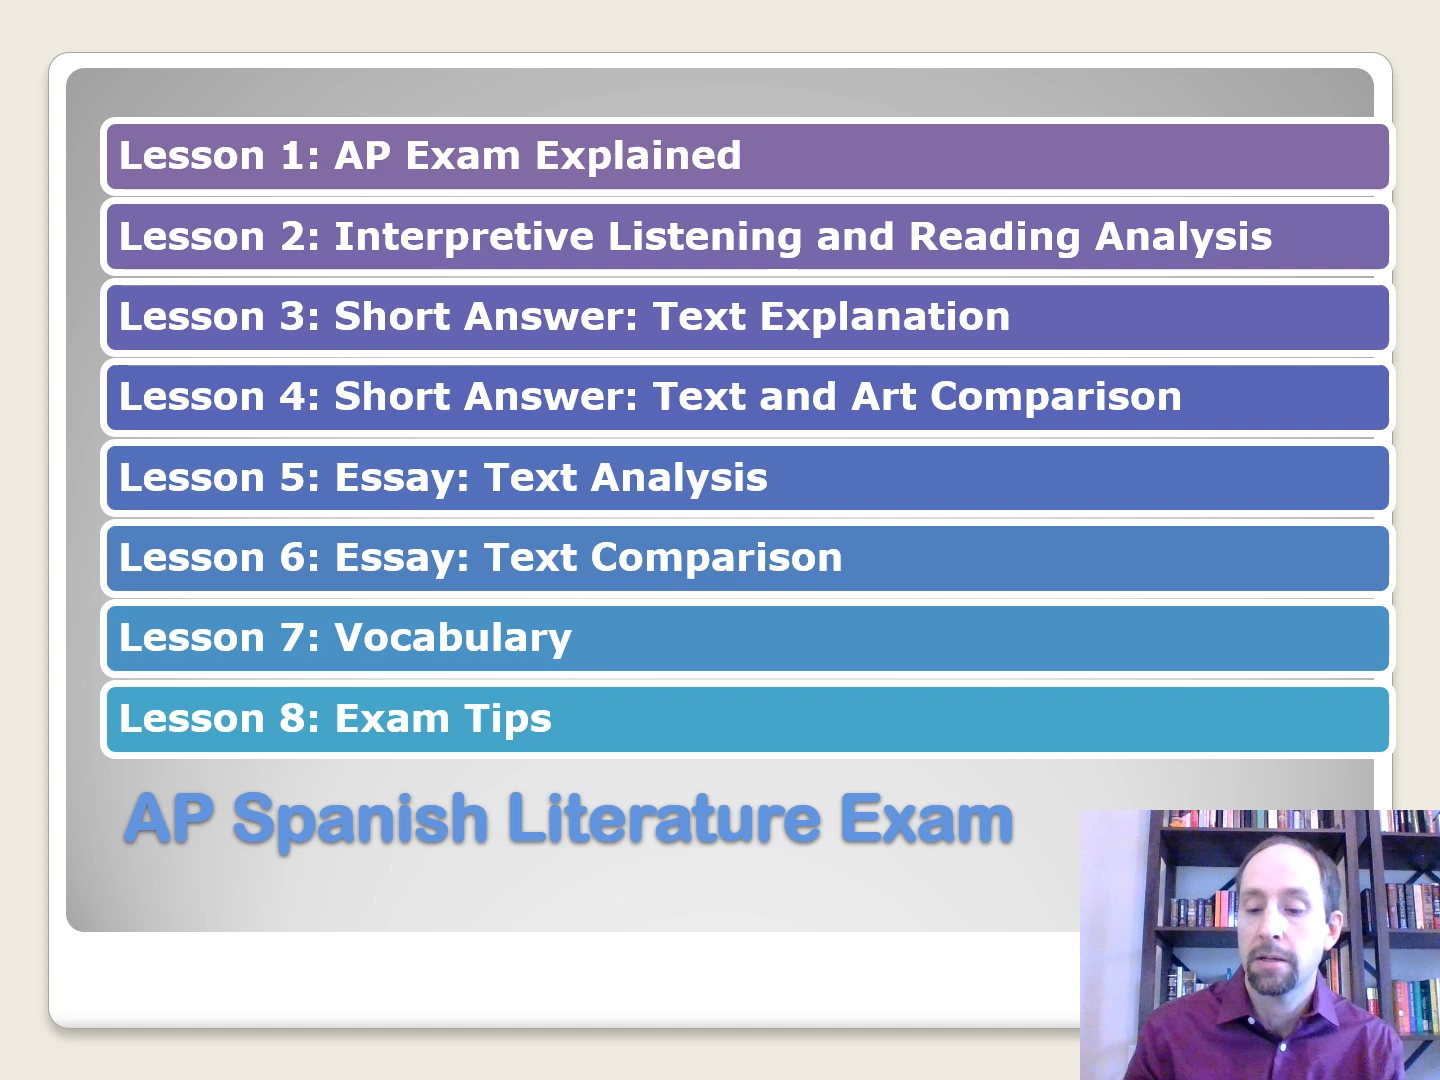 Lesson 1: AP Exam Explained
Lesson 2: Interpretive Listening and Reading Analysis
Lesson 3: Short Answer: Text Explanation
Lesson 4: Short Answer: Text and Art Comparison
Lesson 5: Essay: Text Analysis
Lesson 6: Essay: Text Comparison
Lesson 7: Vocabulary
Lesson 8: Exam Tips
AP Spanish Literature Exam